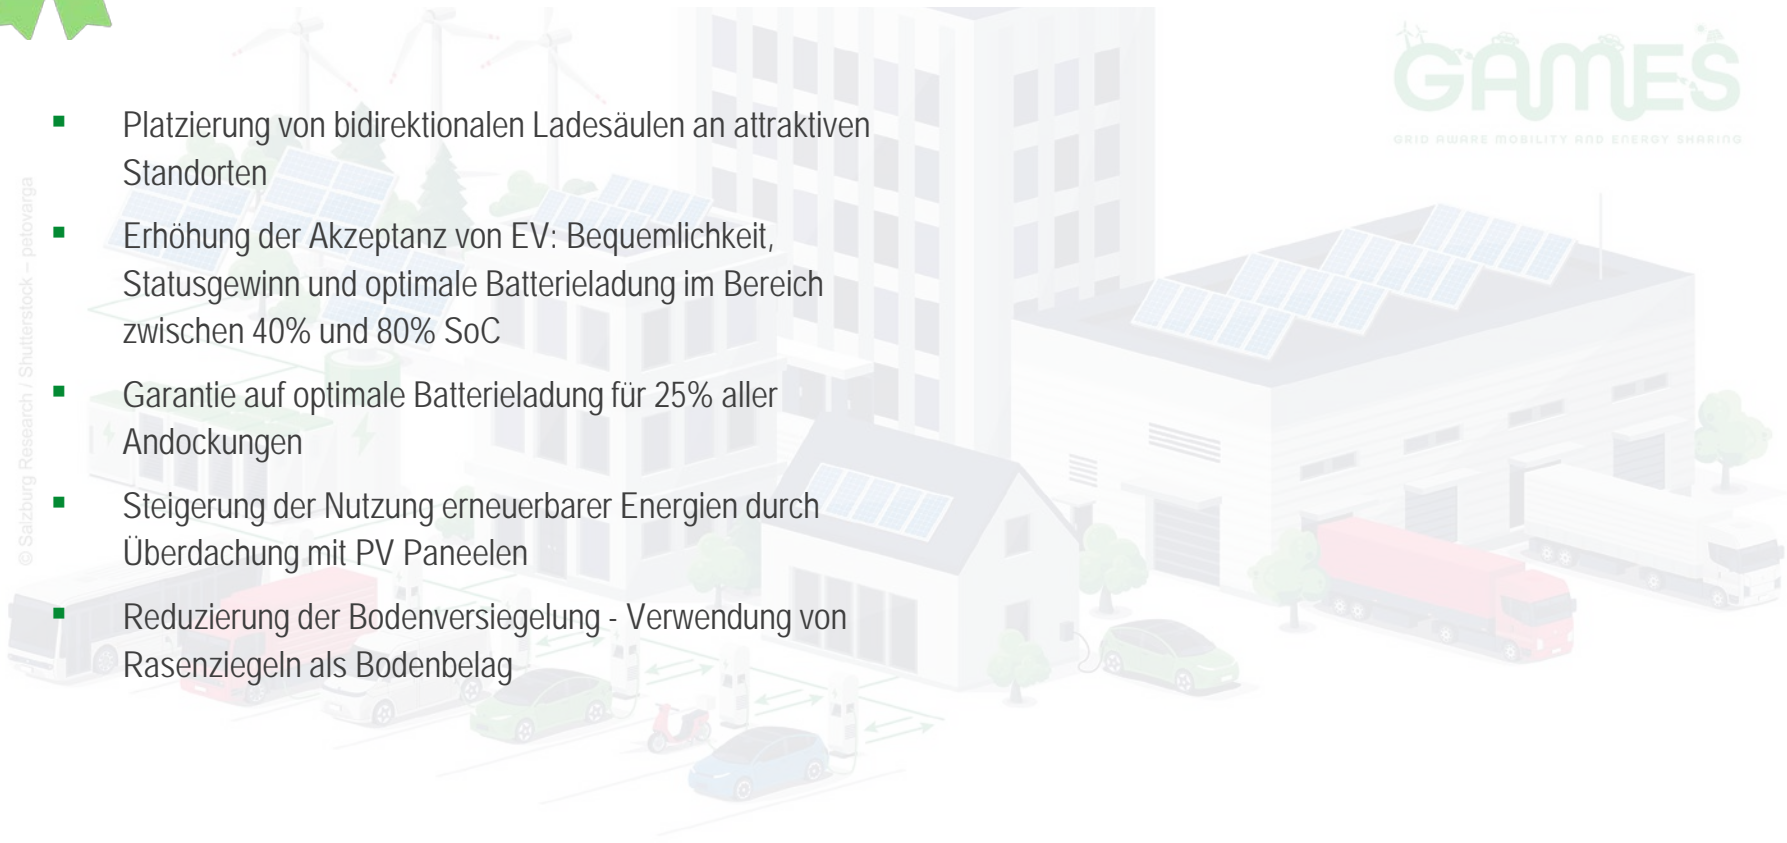 GAMES
GRID AWARE MOBILITY AND ENERGY SHARING
▪ Platzierung von bidirektionalen Ladesäulen an attraktiven
Standorten
▪ Erhöhung der Akzeptanz von EV: Bequemlichkeit,
Statusgewinn und optimale Batterieladung im Bereich
zwischen 40% und 80% SoC
▪ Garantie auf optimale Batterieladung für 25% aller
Andockungen
▪ Steigerung der Nutzung erneuerbarer Energien durch
Überdachung mit PV Paneelen
▪ Reduzierung der Bodenversiegelung - Verwendung von
Rasenziegeln als Bodenbelag
© Salzburg Research / Shutterstock – petovarga